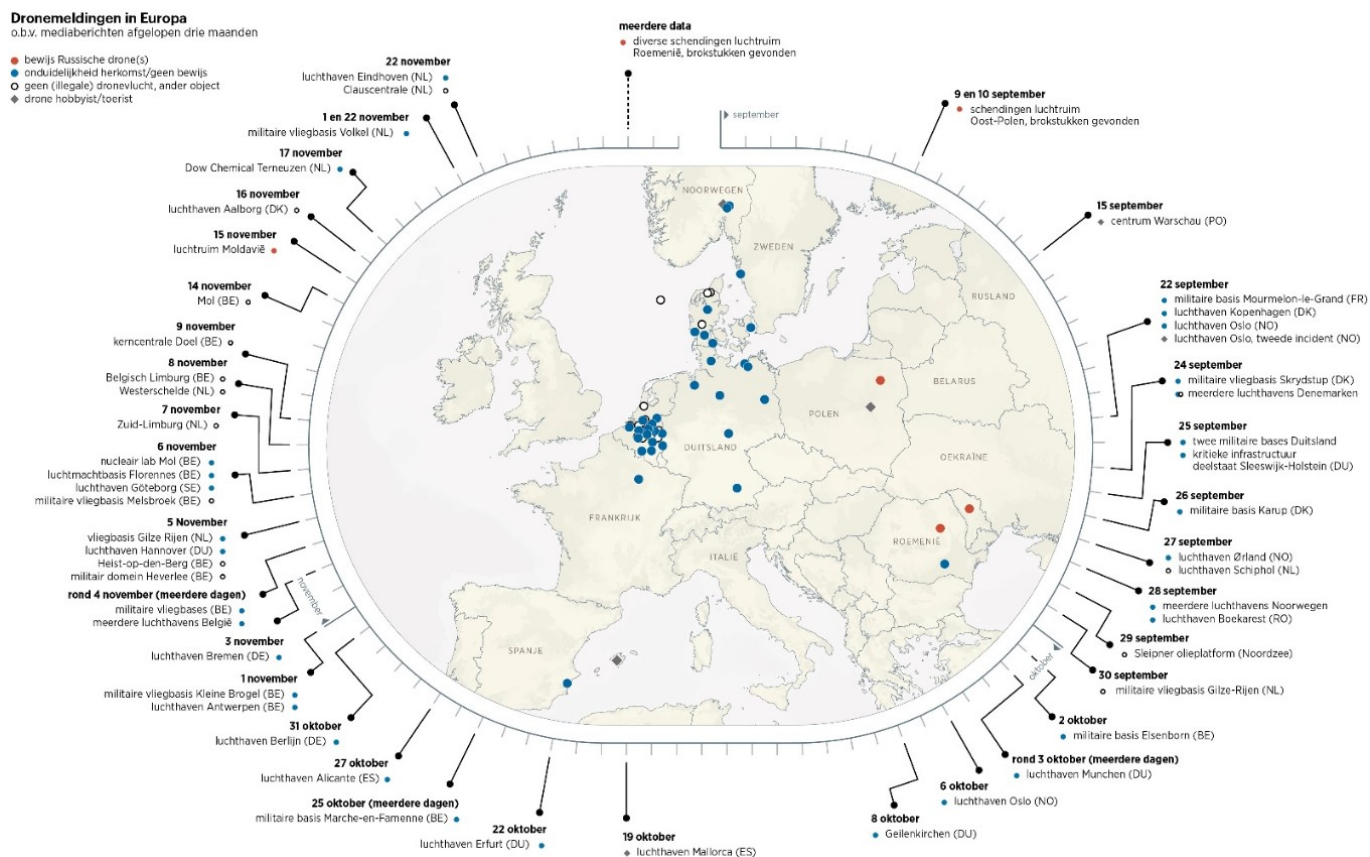 Dronemeldingen in Europa
o.b.v. mediaberichten afgelopen drie maanden
bewijs Russische drone(s)
onduidelijkheid herkomst/geen bewijs
geen (illegale) dronevlucht, ander object
drone hobbyist/toerist
meerdere data
diverse schendingen luchtruim
Roemenië, brokstukken gevonden
september
9 en 10 september
schendingen luchtruim
Oost-Polen, brokstukken gevonden
15 september
centrum Warschau (PO)
22 september
militaire basis Mourmelon-le-Grand (FR)
luchthaven Kopenhagen (DK)
luchthaven Oslo (NO)
luchthaven Oslo, tweede incident (NO)
24 september
militaire vliegbasis Skrydstup (DK)
meerdere luchthavens Denemarken
25 september
twee militaire bases Duitsland
kritieke infrastructuur
deelstaat Sleeswijk-Holstein (DU)
26 september
militaire basis Karup (DK)
27 september
luchthaven Ørland (NO)
luchthaven Schiphol (NL)
28 september
meerdere luchthavens Noorwegen
luchthaven Boekarest (RO)
29 september
Sleipner olieplatform (Noordzee)
30 september
militaire vliegbasis Gilze-Rijen (NL)
oktober
2 oktober
militaire basis Elsenborn (BE)
rond 3 oktober (meerdere dagen)
luchthaven Munchen (DU)
6 oktober
luchthaven Oslo (NO)
8 oktober
Geilenkirchen (DU)
19 oktober
luchthaven Mallorca (ES)
22 oktober
luchthaven Erfurt (DU)
25 oktober (meerdere dagen)
militaire basis Marche-en-Famenne (BE)
27 oktober
luchthaven Alicante (ES)
31 oktober
luchthaven Berlijn (DE)
november
1 november
militaire vliegbasis Kleine Brogel (BE)
luchthaven Antwerpen (BE)
3 november
luchthaven Bremen (DE)
rond 4 november (meerdere dagen)
militaire vliegbases (BE)
meerdere luchthavens België
5 November
vliegbasis Gilze Rijen (NL)
luchthaven Hannover (DU)
Heist-op-den-Berg (BE)
militair domein Heverlee (BE)
6 november
nucleair lab Mol (BE)
luchtmachtbasis Florennes (BE)
luchthaven Göteborg (SE)
militaire vliegbasis Melsbroek (BE)
7 november
Zuid-Limburg (NL)
8 november
Belgisch Limburg (BE)
Westerschelde (NL)
9 november
kerncentrale Doel (BE)
14 november
Mol (BE)
15 november
luchtruim Moldavië
16 november
luchthaven Aalborg (DK)
17 november
Dow Chemical Terneuzen (NL)
1 en 22 november
militaire vliegbasis Volkel (NL)
22 november
luchthaven Eindhoven (NL)
Clauscentrale (NL)
NOORWEGEN
ZWEDEN
RUSLAND
BELARUS
POLEN
DUITSLAND
OEKRAÏNE
FRANKRIJK
ROEMENIË
ITALIË
SPANJE